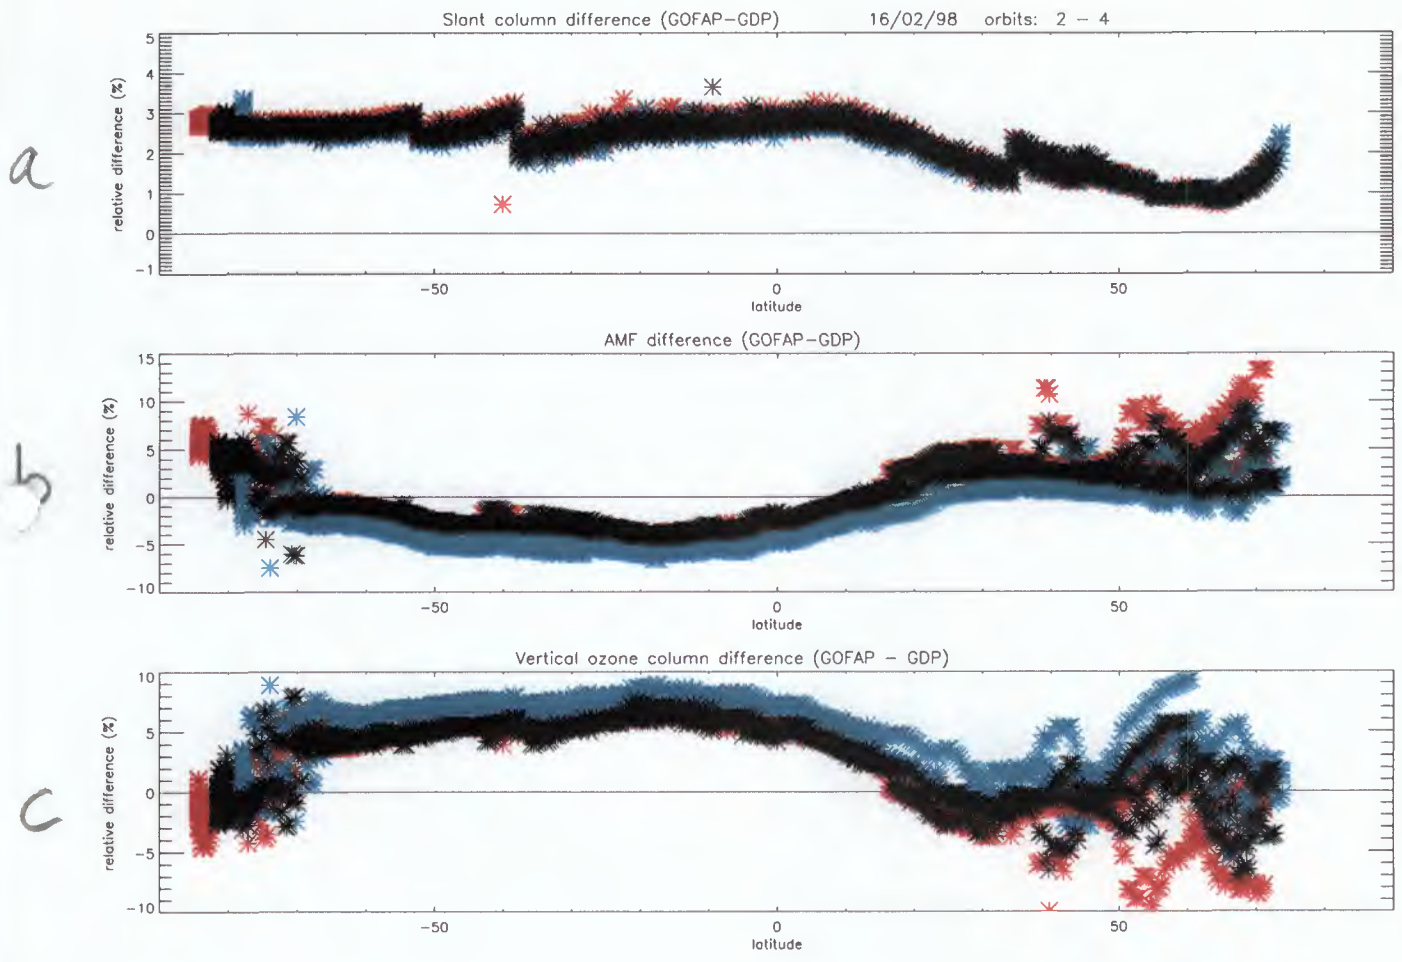 Slant column difference (GOFAP-GDP) 16/02/98 orbits: 2 - 4
a
relative difference (%)
5
4
3
2
1
0
-1
-50 0 50
latitude
AMF difference (GOFAP-GDP)
b
relative difference (%)
15
10
5
0
-5
-10
-50 0 50
latitude
Vertical ozone column difference (GOFAP - GDP)
c
relative difference (%)
10
5
0
-5
-10
-50 0 50
latitude